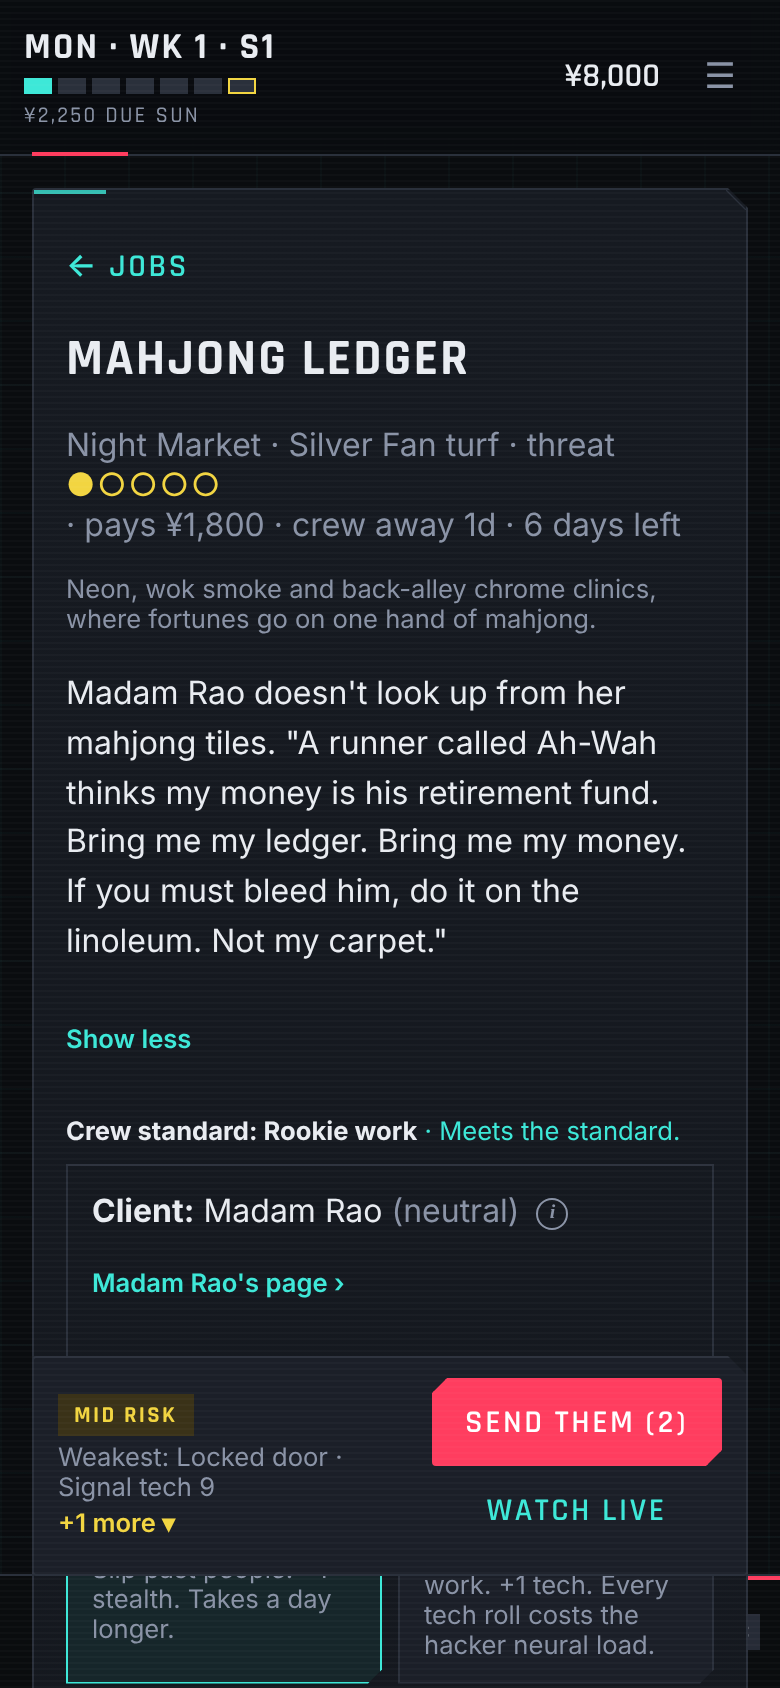 MON · WK 1 · S1
¥2,250 DUE SUN
¥8,000
← JOBS
MAHJONG LEDGER
Night Market · Silver Fan turf · threat
· pays ¥1,800 · crew away 1d · 6 days left
Neon, wok smoke and back-alley chrome clinics,
where fortunes go on one hand of mahjong.
Madam Rao doesn't look up from her
mahjong tiles. "A runner called Ah-Wah
thinks my money is his retirement fund.
Bring me my ledger. Bring me my money.
If you must bleed him, do it on the
linoleum. Not my carpet."
Show less
Crew standard: Rookie work · Meets the standard.
Client: Madam Rao (neutral) i
Madam Rao's page ›
MID RISK
Weakest: Locked door ·
Signal tech 9
+1 more ▾
SEND THEM (2)
WATCH LIVE
stealth. Takes a day
longer.
work. +1 tech. Every
tech roll costs the
hacker neural load.